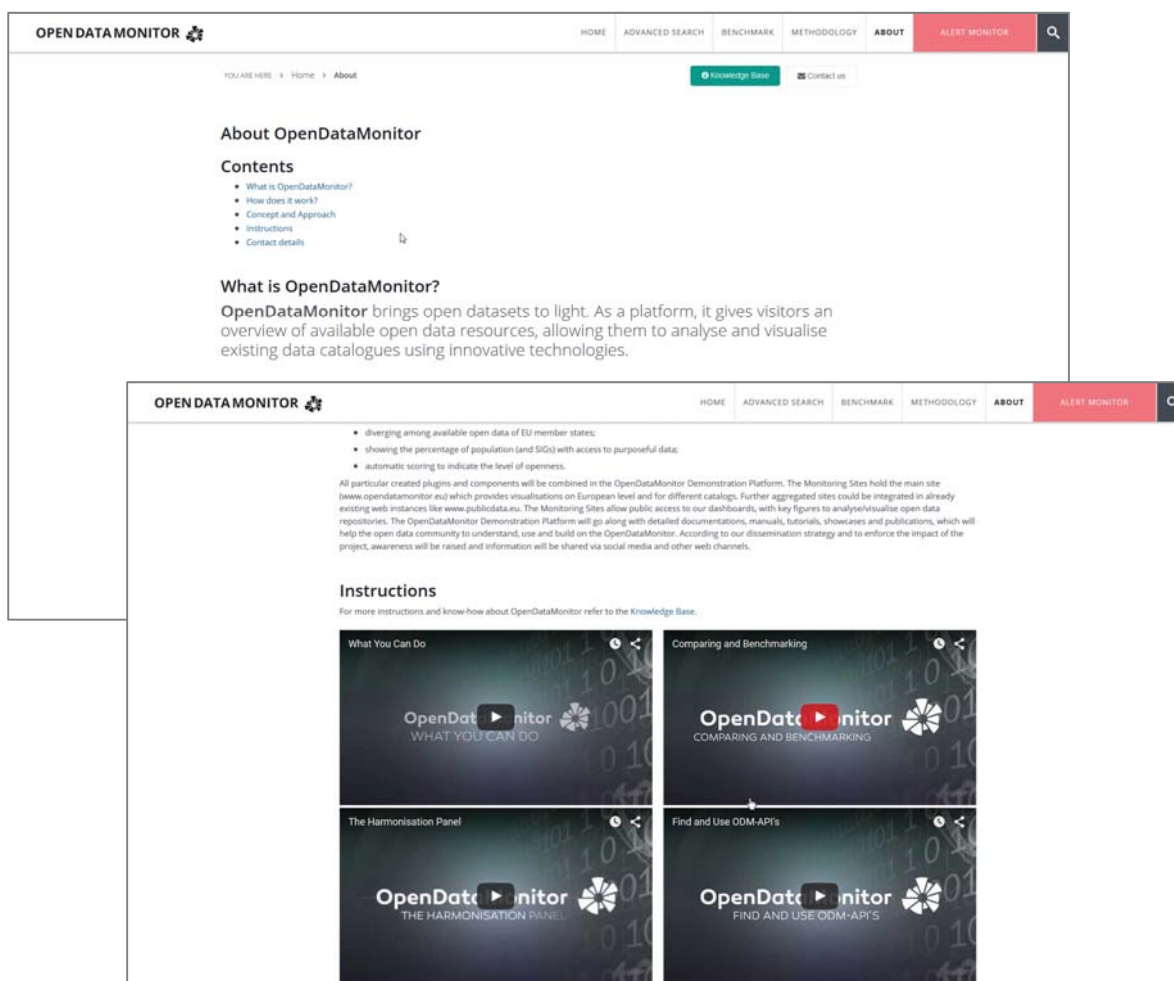 OPEN DATA MONITOR
HOME ADVANCED SEARCH BENCHMARK METHODOLOGY ABOUT ALERT MONITOR
YOU ARE HERE > Home > About
Knowledge Base Contact us
About OpenDataMonitor
Contents
What is OpenDataMonitor?
How does it work?
Concept and Approach
Instructions
Contact details
What is OpenDataMonitor?
OpenDataMonitor brings open datasets to light. As a platform, it gives visitors an
overview of available open data resources, allowing them to analyse and visualise
existing data catalogues using innovative technologies.
OPEN DATA MONITOR
HOME ADVANCED SEARCH BENCHMARK METHODOLOGY ABOUT ALERT MONITOR
diverging among available open data of EU member states;
showing the percentage of population (and SIGs) with access to purposeful data;
automatic scoring to indicate the level of openness.
All particular created plugins and components will be combined in the OpenDataMonitor Demonstration Platform. The Monitoring Sites hold the main site
(www.opendatamonitor.eu) which provides visualisations on European level and for different catalogs. Further aggregated sites could be integrated in already
existing web instances like www.publicdata.eu. The Monitoring Sites allow public access to our dashboards, with key figures to analyse/visualise open data
repositories. The OpenDataMonitor Demonstration Platform will go along with detailed documentations, manuals, tutorials, showcases and publications, which will
help the open data community to understand, use and build on the OpenDataMonitor. According to our dissemination strategy and to enforce the impact of the
project, awareness will be raised and information will be shared via social media and other web channels.
Instructions
For more instructions and know-how about OpenDataMonitor refer to the Knowledge Base.
What You Can Do
OpenDat nitor
WHAT YOU CAN DO
Comparing and Benchmarking
OpenDat nitor
COMPARING AND BENCHMARKING
The Harmonisation Panel
OpenDat nitor
THE HARMONISATION PANEL
Find and Use ODM-API's
OpenDat nitor
FIND AND USE ODM-API'S